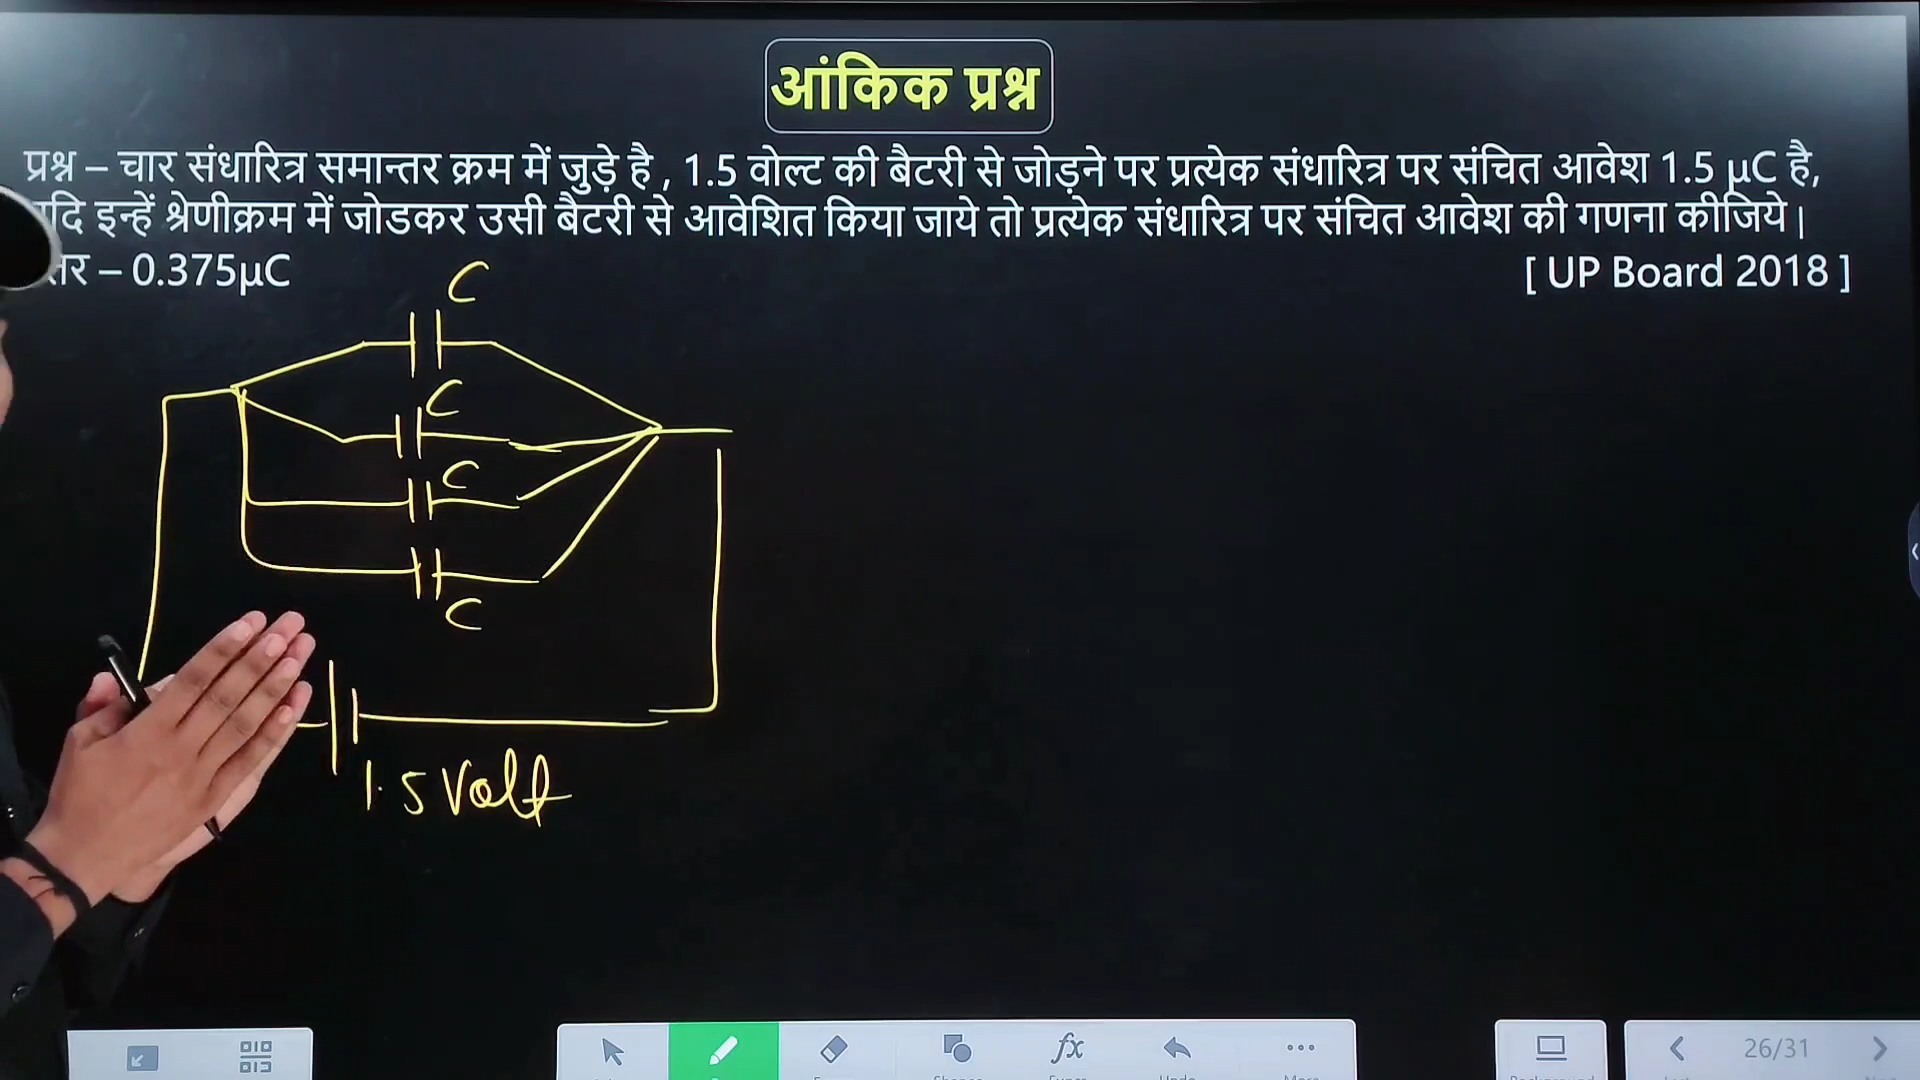 आंकिक प्रश्न
प्रश्न – चार संधारित्र समान्तर क्रम में जुड़े है , 1.5 वोल्ट की बैटरी से जोड़ने पर प्रत्येक संधारित्र पर संचित आवेश 1.5 μC है,
इन्हें श्रेणीक्रम में जोडकर उसी बैटरी से आवेशित किया जाये तो प्रत्येक संधारित्र पर संचित आवेश की गणना कीजिये |
– 0.375μC
[ UP Board 2018 ]
C
C
C
C
1.5 Volt
fx
26/31